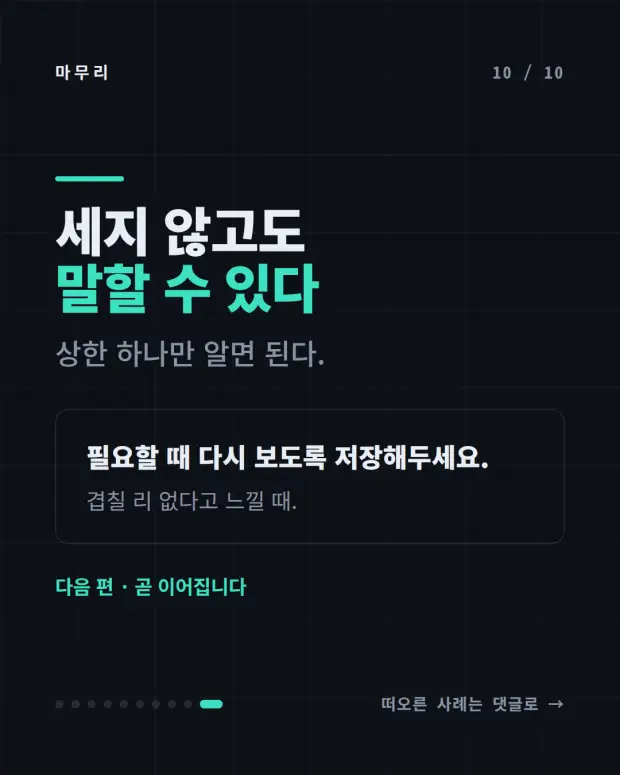 마무리
10 / 10
세지 않고도
말할 수 있다
상한 하나만 알면 된다.
필요할 때 다시 보도록 저장해두세요.
겹칠 리 없다고 느낄 때.
다음 편 · 곧 이어집니다
떠오른 사례는 댓글로 →